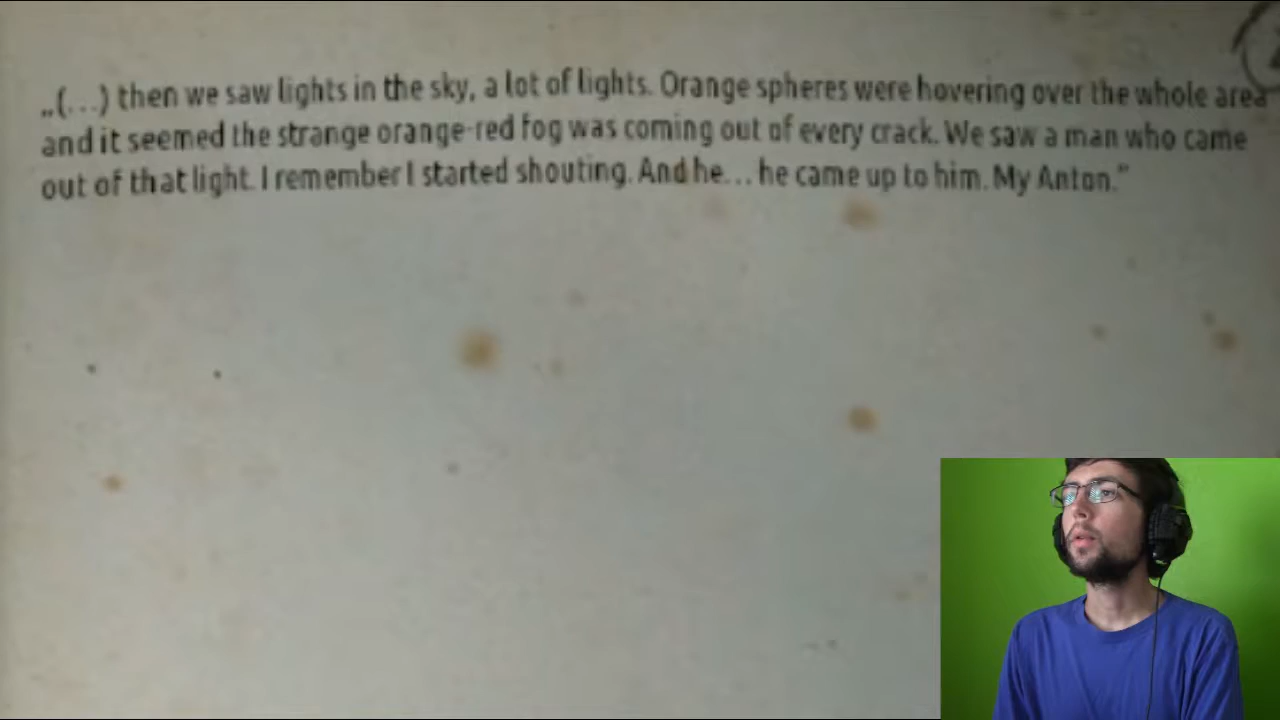 „(...) then we saw lights in the sky, a lot of lights. Orange spheres were hovering over the whole area
and it seemed the strange orange-red fog was coming out of every crack. We saw a man who came
out of that light. I remember I started shouting. And he... he came up to him. My Anton.”